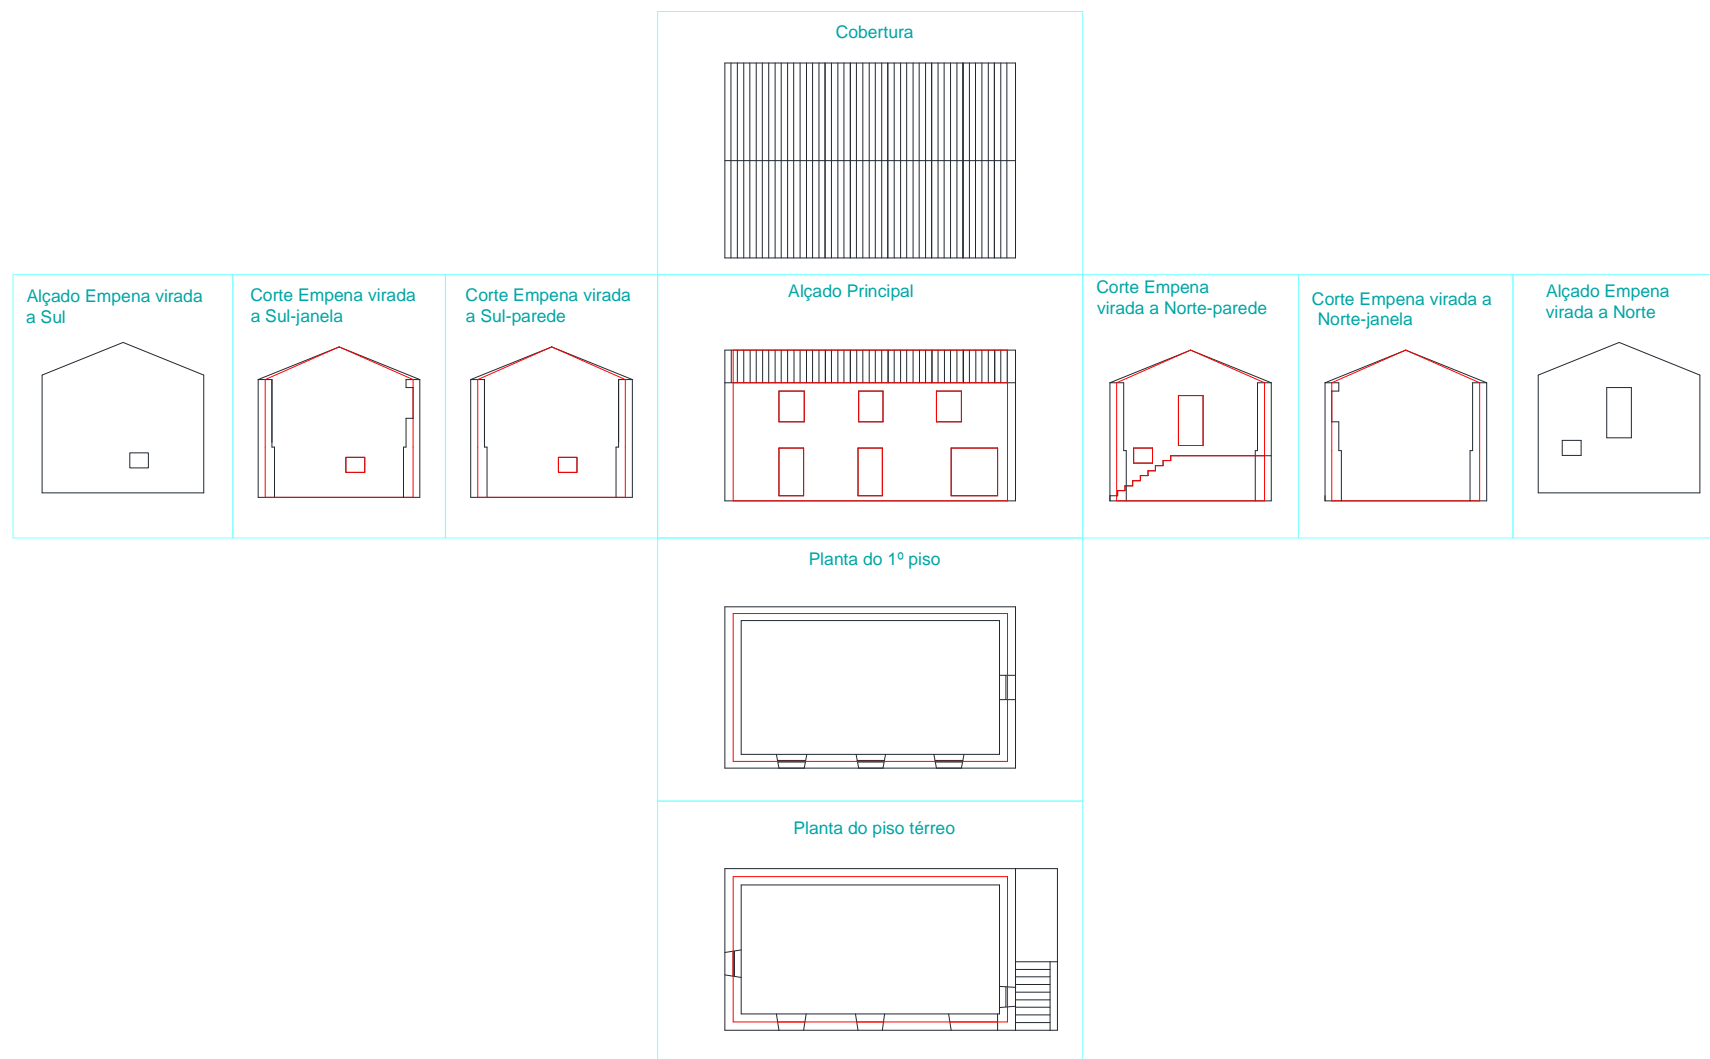 Cobertura
Alçado Empena virada
a Sul
Corte Empena virada
a Sul-janela
Corte Empena virada
a Sul-parede
Alçado Principal
Corte Empena
virada a Norte-parede
Corte Empena virada a
Norte-janela
Alçado Empena
virada a Norte
Planta do 1º piso
Planta do piso térreo